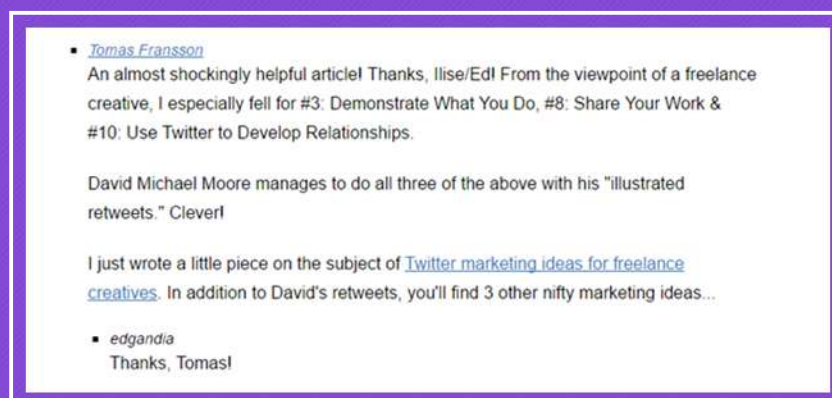 Tomas Fransson
An almost shockingly helpful article! Thanks, Ilise/Ed! From the viewpoint of a freelance
creative, I especially fell for #3: Demonstrate What You Do, #8: Share Your Work &
#10: Use Twitter to Develop Relationships.
David Michael Moore manages to do all three of the above with his "illustrated
retweets." Clever!
I just wrote a little piece on the subject of Twitter marketing ideas for freelance
creatives. In addition to David's retweets, you'll find 3 other nifty marketing ideas...
edgandia
Thanks, Tomas!